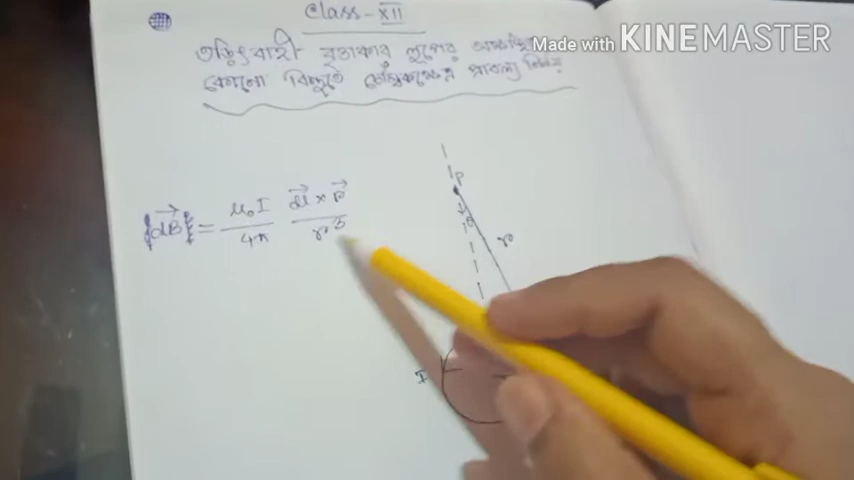 Class - XII
Made with KINEMASTER
তড়িৎবাহী বৃত্তাকার লুপের
কোনো বিন্দুতে চৌম্বকক্ষেত্রের প্রাবল্য নির্ণয়
P
θ
r
{dB⃗} = μ₀I / 4π dl⃗ × r⃗ / r³
I